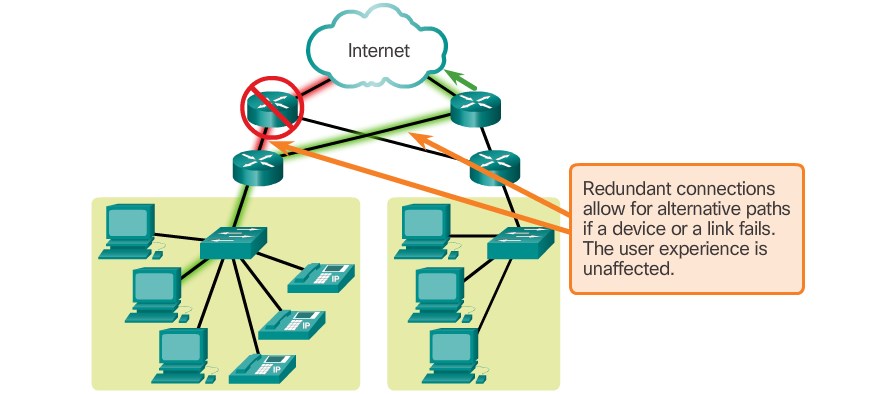 Internet
Redundant connections
allow for alternative paths
if a device or a link fails.
The user experience is
unaffected.
IP
IP
IP